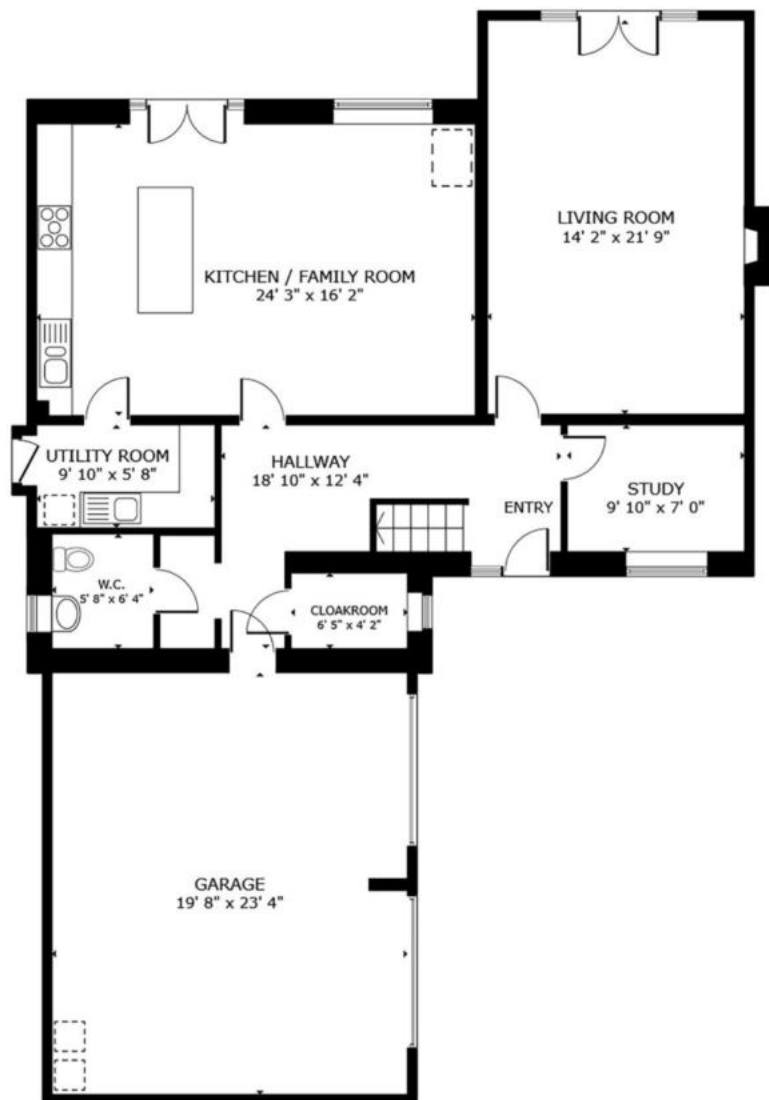 LIVING ROOM
14' 2" x 21' 9"
KITCHEN / FAMILY ROOM
24' 3" x 16' 2"
UTILITY ROOM
9' 10" x 5' 8"
HALLWAY
18' 10" x 12' 4"
ENTRY
STUDY
9' 10" x 7' 0"
W.C.
5' 8" x 6' 4"
CLOAKROOM
6' 5" x 4' 2"
GARAGE
19' 8" x 23' 4"